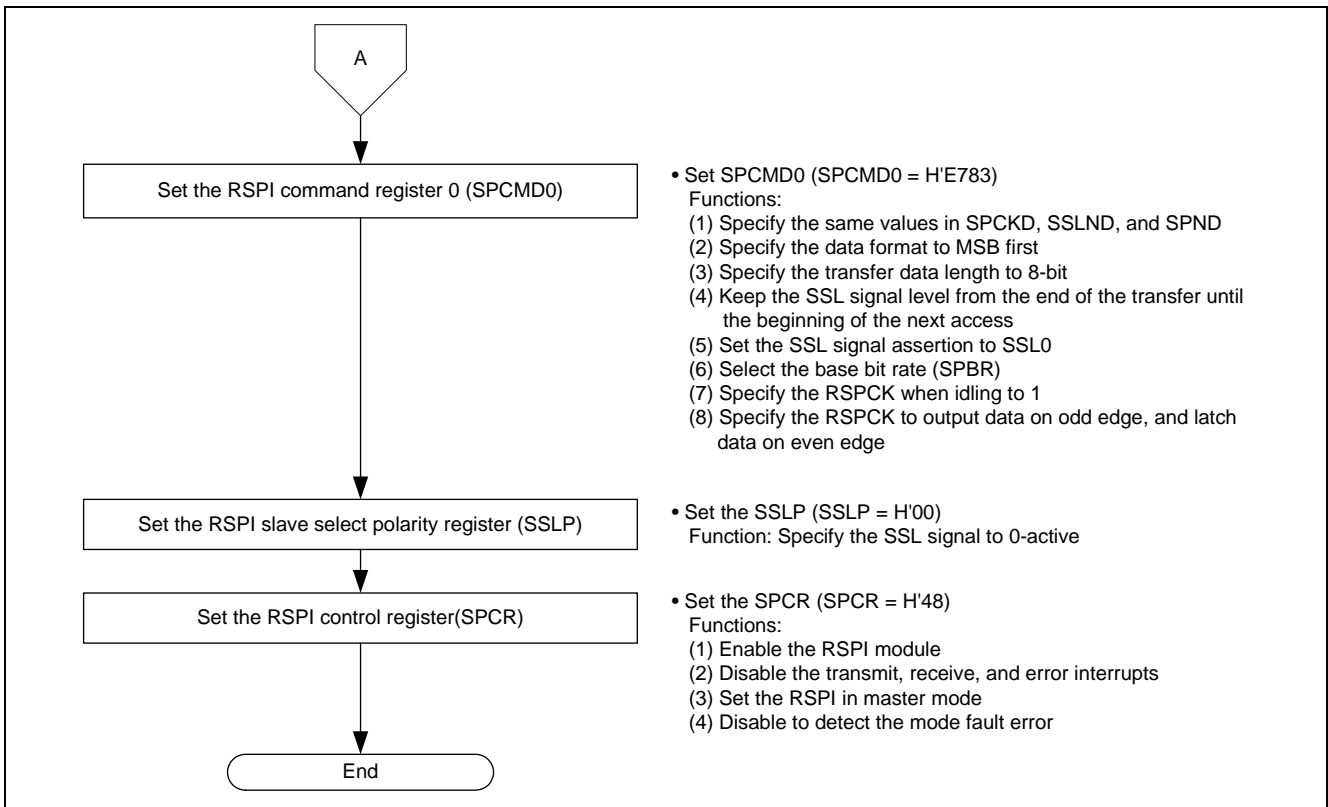 A
Set the RSPI command register 0 (SPCMD0)
• Set SPCMD0 (SPCMD0 = H'E783)
Functions:
(1) Specify the same values in SPCKD, SSLND, and SPND
(2) Specify the data format to MSB first
(3) Specify the transfer data length to 8-bit
(4) Keep the SSL signal level from the end of the transfer until
the beginning of the next access
(5) Set the SSL signal assertion to SSL0
(6) Select the base bit rate (SPBR)
(7) Specify the RSPCK when idling to 1
(8) Specify the RSPCK to output data on odd edge, and latch
data on even edge
Set the RSPI slave select polarity register (SSLP)
• Set the SSLP (SSLP = H'00)
Function: Specify the SSL signal to 0-active
Set the RSPI control register(SPCR)
• Set the SPCR (SPCR = H'48)
Functions:
(1) Enable the RSPI module
(2) Disable the transmit, receive, and error interrupts
(3) Set the RSPI in master mode
(4) Disable to detect the mode fault error
End